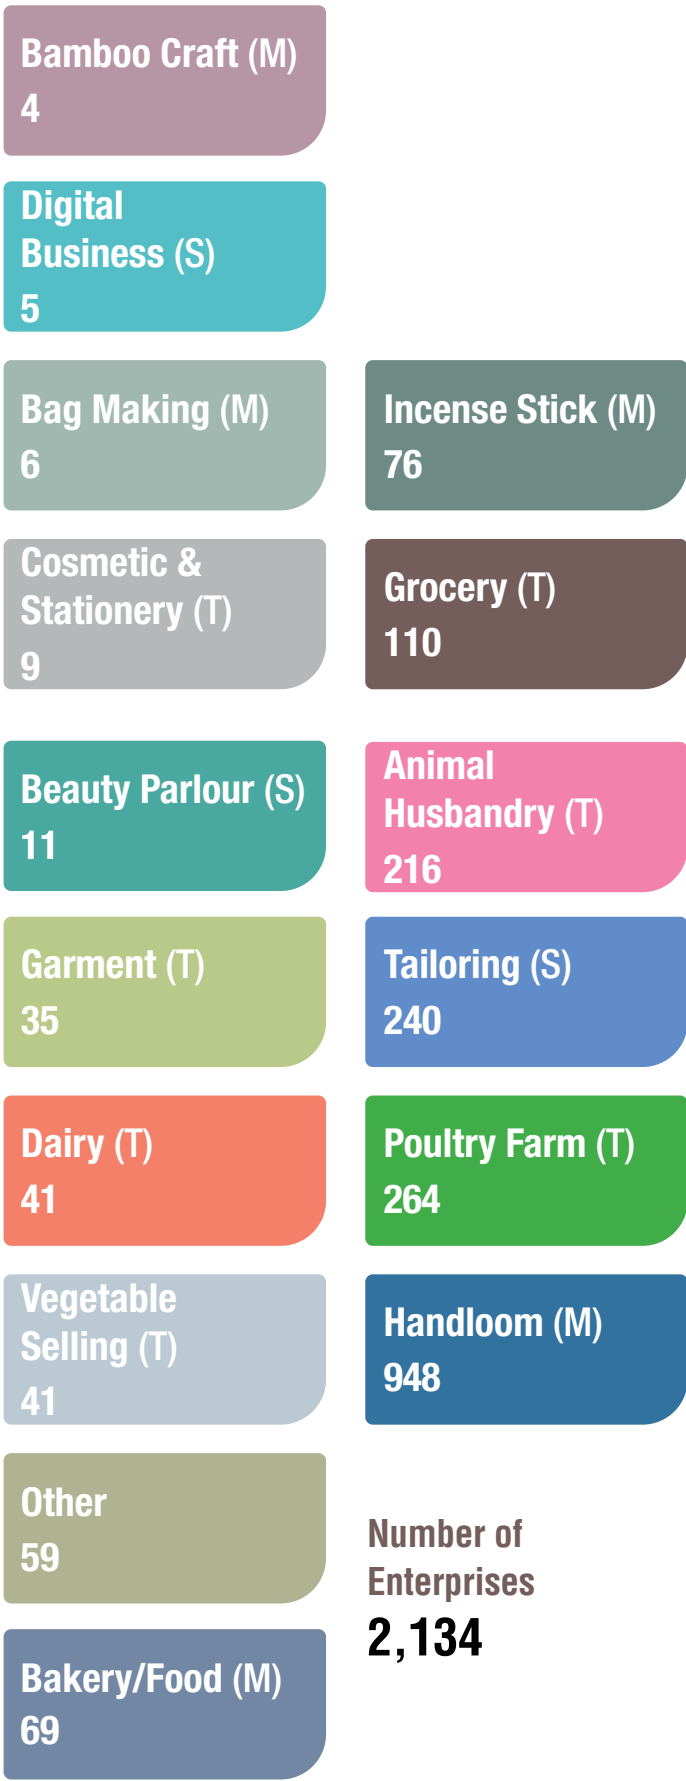 Bamboo Craft (M)
4
Digital
Business (S)
5
Bag Making (M)
6
Cosmetic &
Stationery (T)
9
Beauty Parlour (S)
11
Garment (T)
35
Dairy (T)
41
Vegetable
Selling (T)
41
Other
59
Bakery/Food (M)
69
Incense Stick (M)
76
Grocery (T)
110
Animal
Husbandry (T)
216
Tailoring (S)
240
Poultry Farm (T)
264
Handloom (M)
948
Number of
Enterprises
2,134